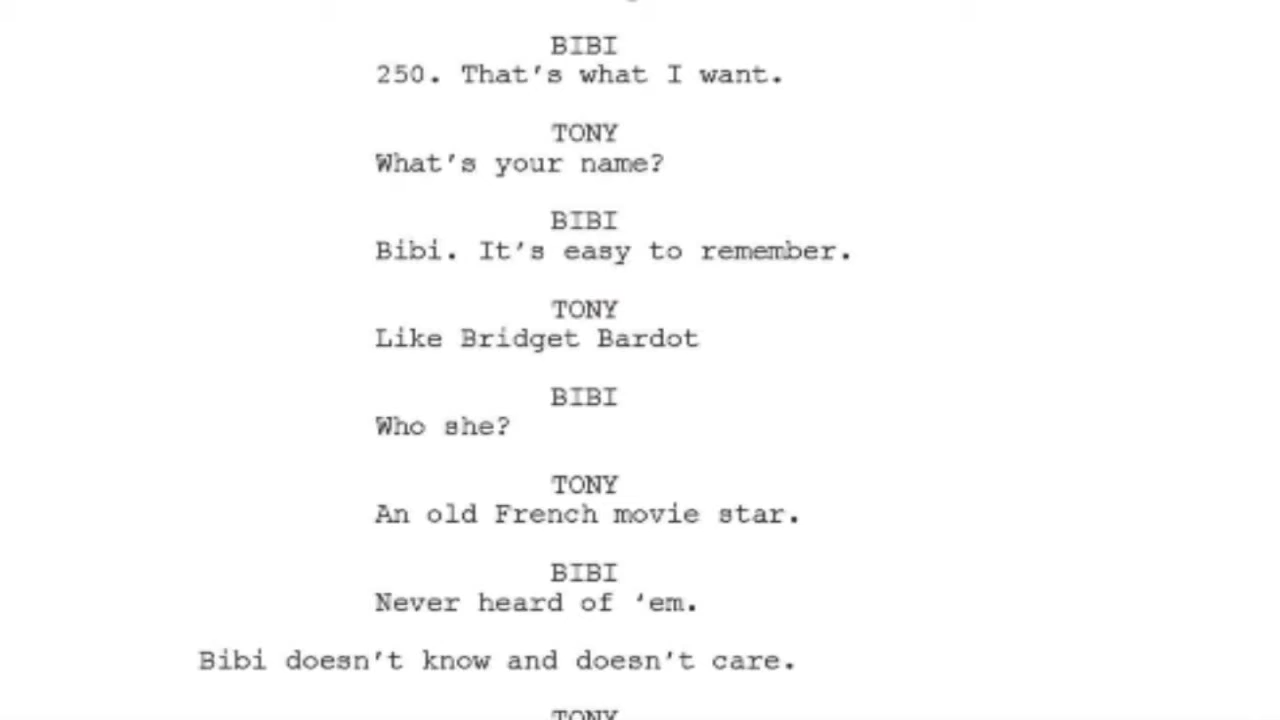 BIBI
250. That's what I want.
TONY
What's your name?
BIBI
Bibi. It's easy to remember.
TONY
Like Bridget Bardot
BIBI
Who she?
TONY
An old French movie star.
BIBI
Never heard of ‘em.
Bibi doesn't know and doesn't care.
TONY